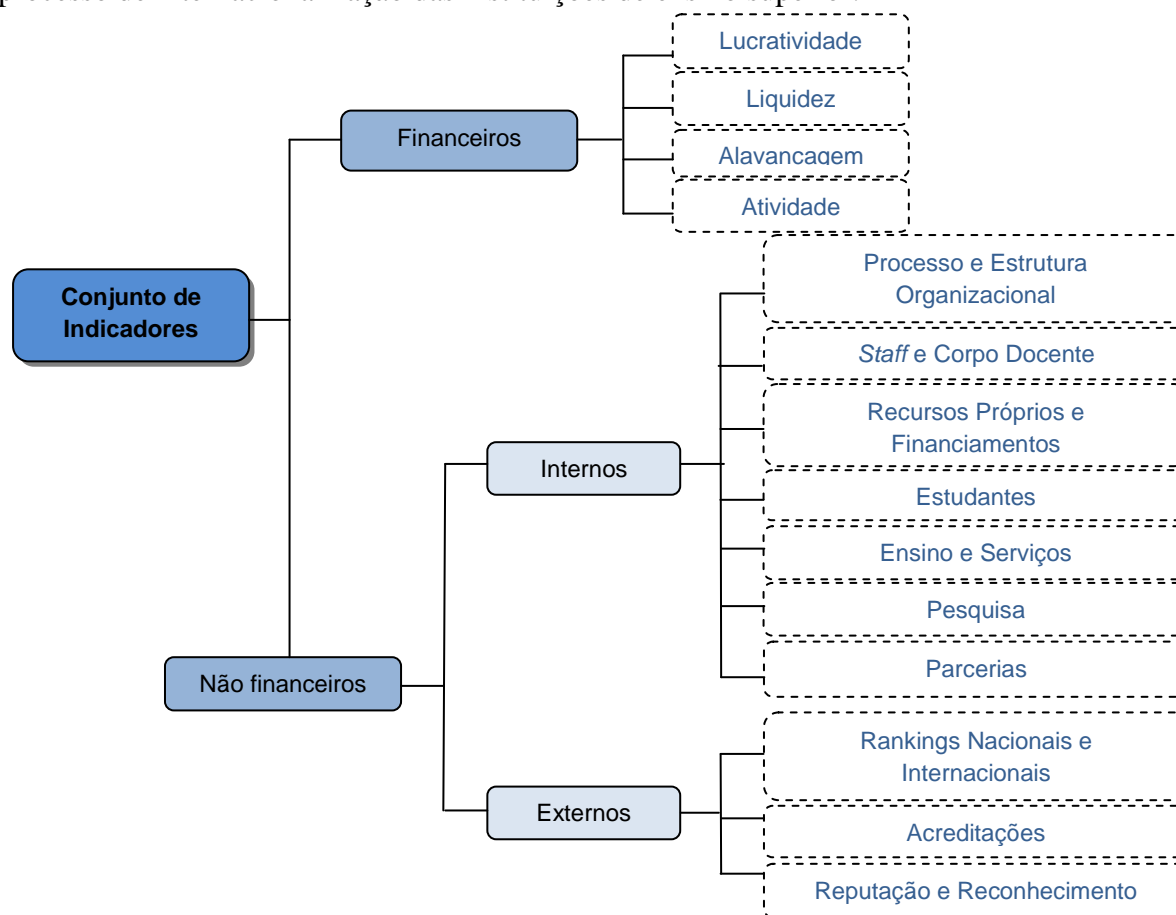 Lucratividade
Liquidez
Financeiros
Alavancagem
Atividade
Conjunto de
Indicadores
Processo e Estrutura
Organizacional
Staff e Corpo Docente
Recursos Próprios e
Financiamentos
Internos
Estudantes
Ensino e Serviços
Pesquisa
Parcerias
Não financeiros
Rankings Nacionais e
Internacionais
Externos
Acreditações
Reputação e Reconhecimento